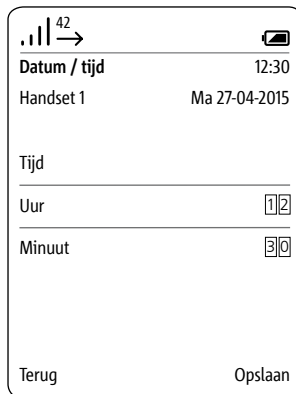 42
Datum / tijd 12:30
Handset 1 Ma 27-04-2015
Tijd
Uur 12
Minuut 30
Terug Opslaan